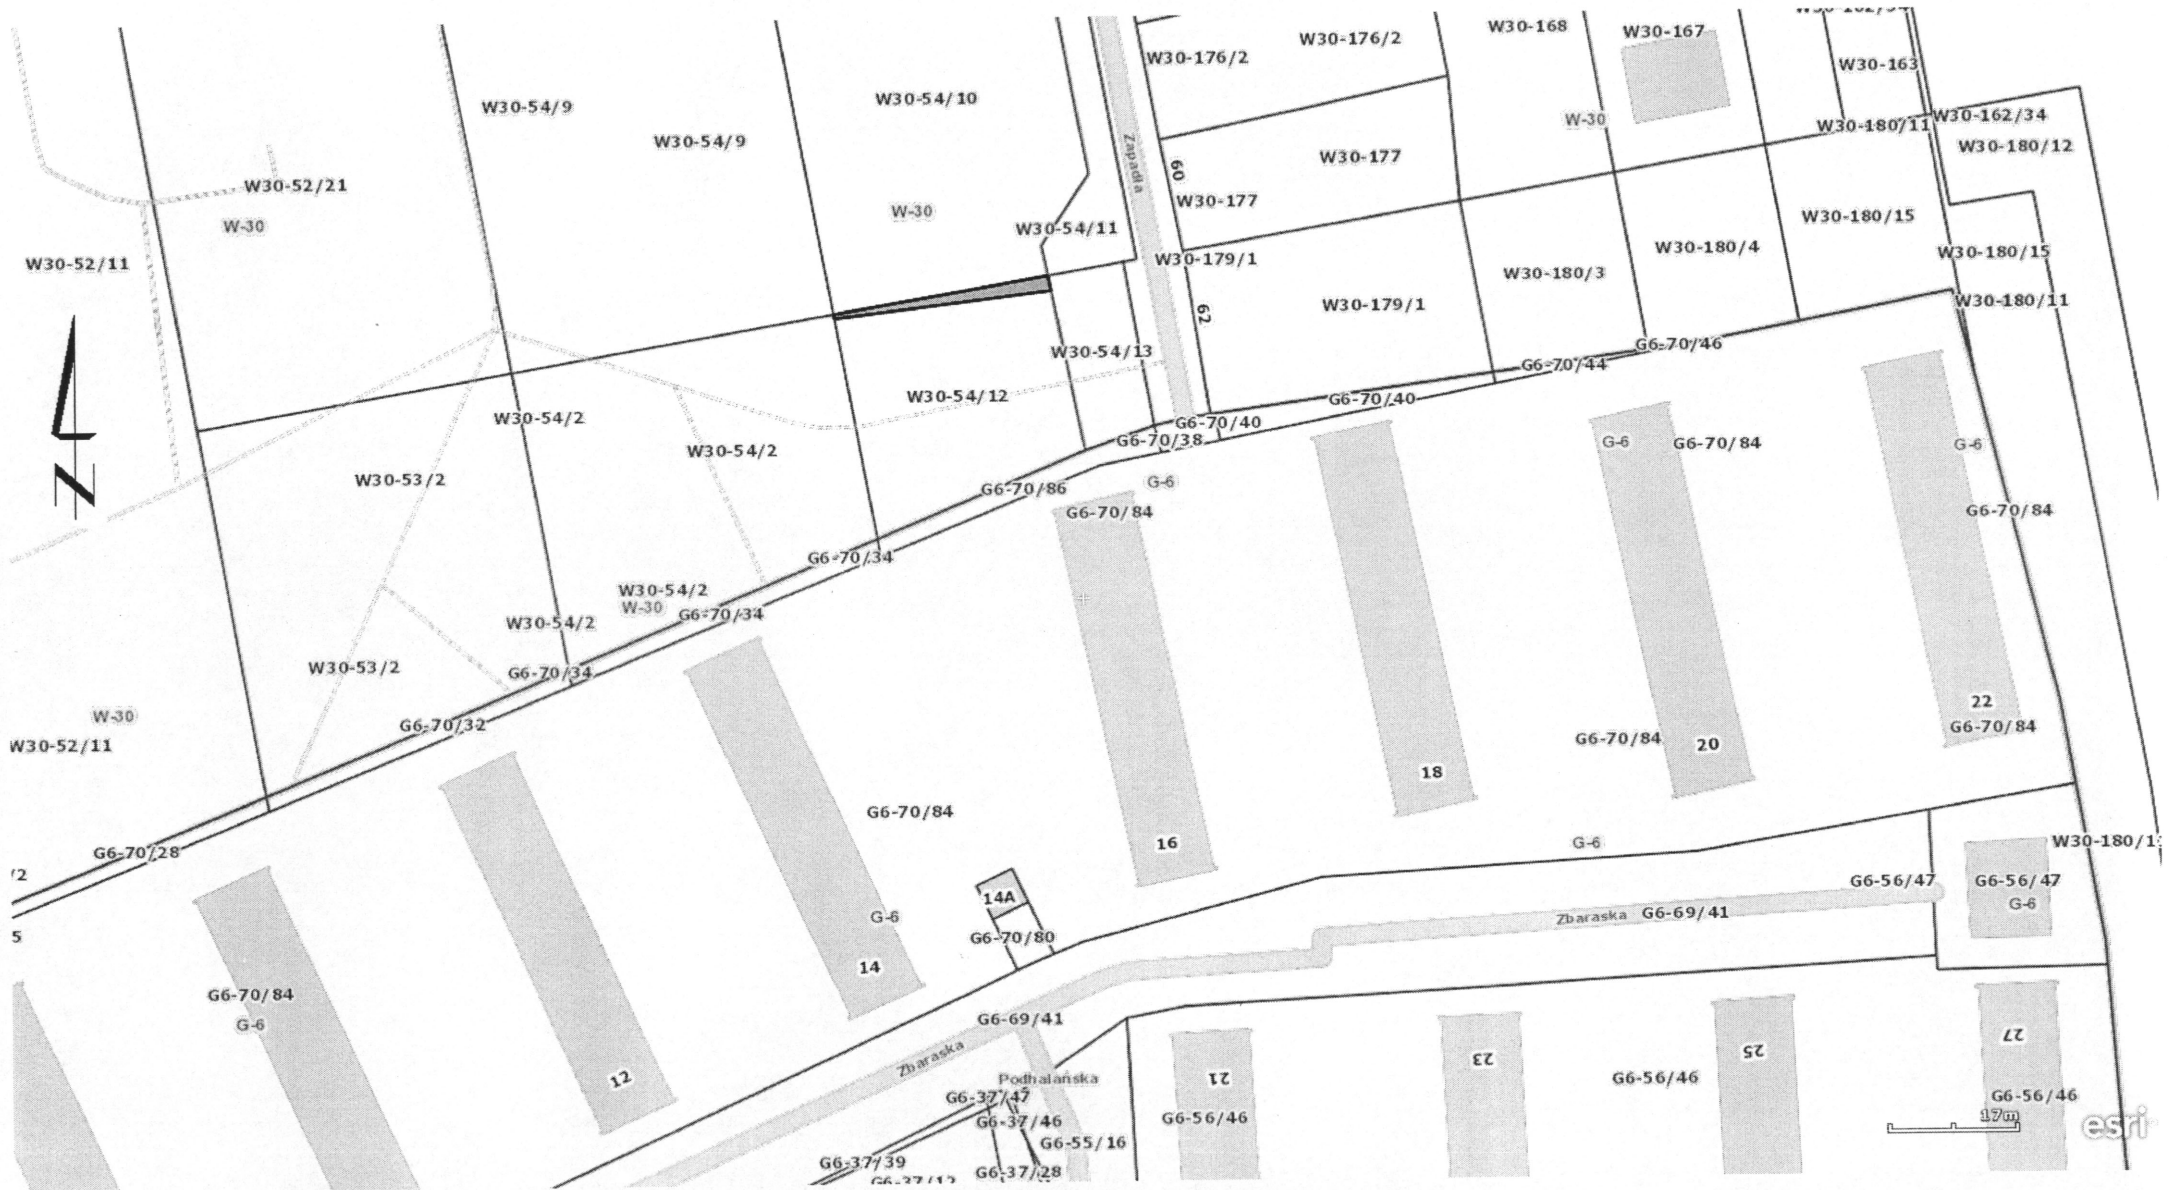 W30-168
W30-167
W30-176/2
W30-176/2
W30-163
W30-54/10
W30-54/9
W30-54/9
W-30
W30-180/11
W30-162/34
W30-180/12
Zapadła
60
W30-177
W30-177
W30-52/21
W-30
W-30
W30-54/11
W30-180/15
W30-180/4
W30-180/15
W30-52/11
W30-179/1
W30-180/3
W30-180/11
W30-179/1
62
W30-54/13
G6-70/46
G6-70/44
W30-54/12
G6-70/40
G6-70/40
W30-54/2
G6-70/38
G-6
G6-70/84
G-6
W30-54/2
W30-53/2
G-6
G6-70/86
G6-70/84
G6-70/84
N
G6-70/34
W30-54/2
W-30
G6-70/34
W30-54/2
W30-53/2
G6-70/34
22
G6-70/84
W-30
G6-70/32
W30-52/11
G6-70/84
20
18
G6-70/84
16
G-6
W30-180/1
G6-70/28
/2
G6-56/47
G6-56/47
G-6
14A
G-6
Zbaraska
G6-69/41
5
G6-70/80
14
G6-70/84
G-6
G6-69/41
Zbaraska
Podhalańska
12
21
23
25
27
G6-37/47
G6-37/46
G6-56/46
G6-56/46
G6-56/46
17m
esri
G6-55/16
G6-37/39
G6-37/28
G6-37/12